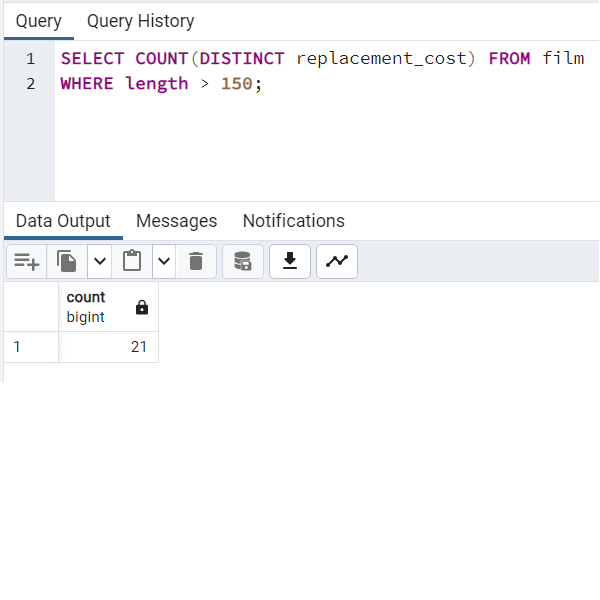 Query Query History
1 SELECT COUNT(DISTINCT replacement_cost) FROM film
2 WHERE length > 150;
Data Output Messages Notifications
count
bigint
1 21